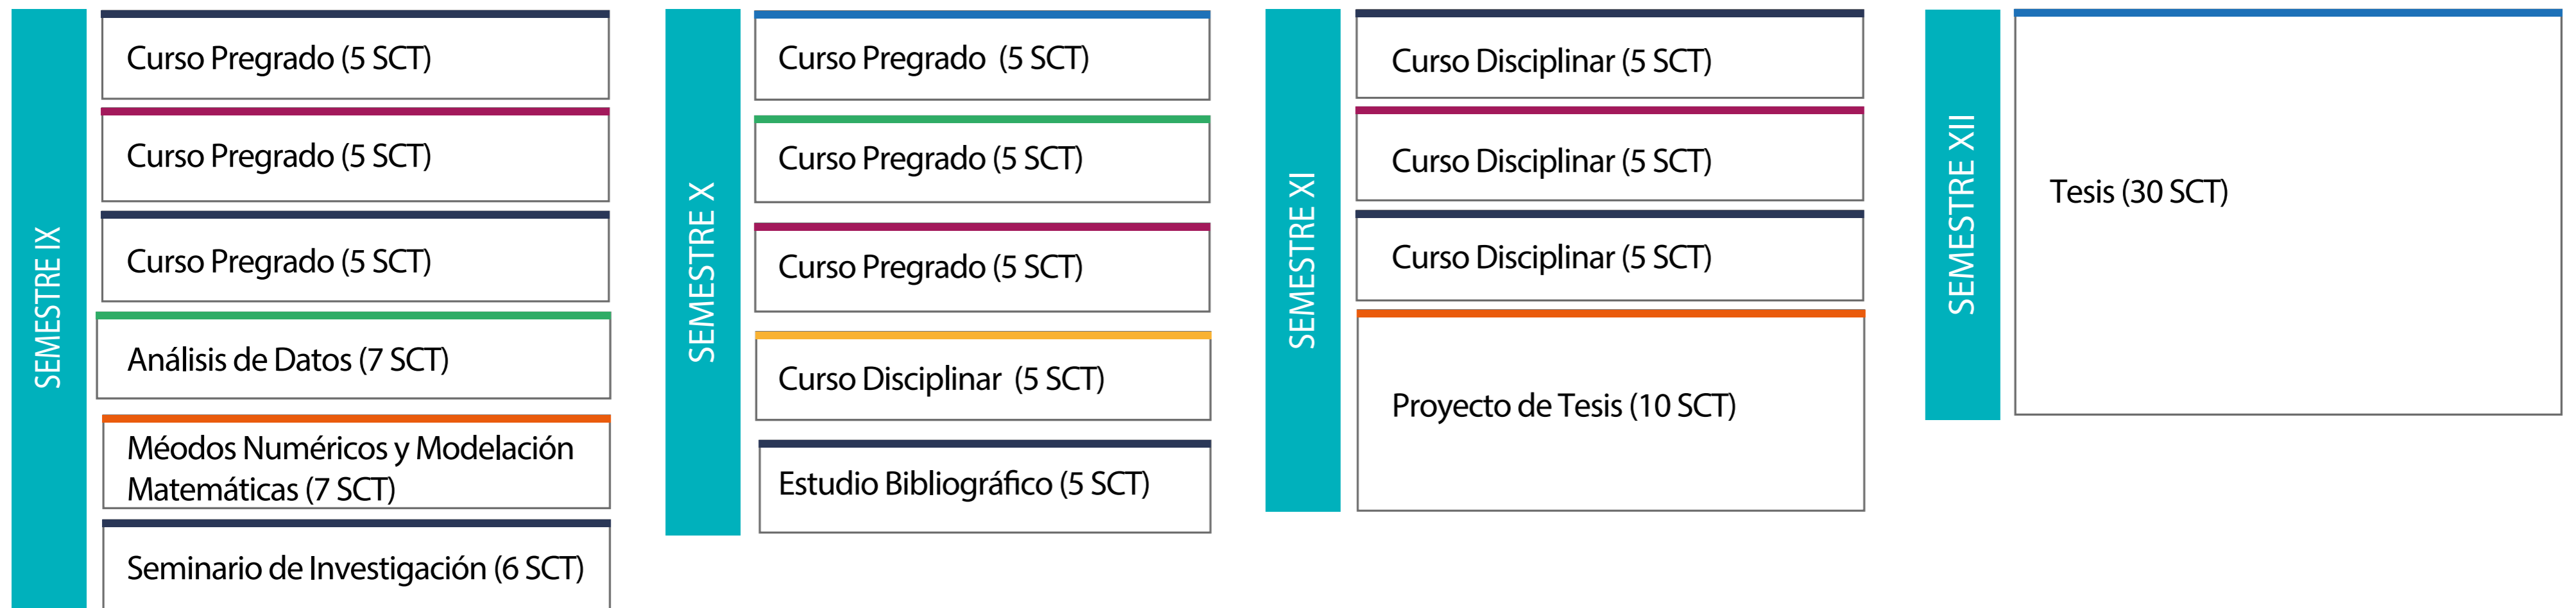 SEMESTRE IX
Curso Pregrado (5 SCT)
Curso Pregrado (5 SCT)
Curso Pregrado (5 SCT)
Análisis de Datos (7 SCT)
Méodos Numéricos y Modelación
Matemáticas (7 SCT)
Seminario de Investigación (6 SCT)
SEMESTRE X
Curso Pregrado (5 SCT)
Curso Pregrado (5 SCT)
Curso Pregrado (5 SCT)
Curso Disciplinar (5 SCT)
Estudio Bibliográfico (5 SCT)
SEMESTRE XI
Curso Disciplinar (5 SCT)
Curso Disciplinar (5 SCT)
Curso Disciplinar (5 SCT)
Proyecto de Tesis (10 SCT)
SEMESTRE XII
Tesis (30 SCT)